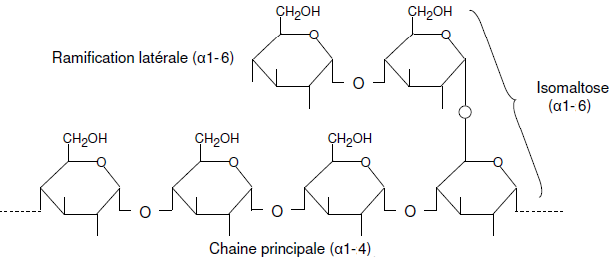 CH2OH CH2OH
O O
Ramification latérale (α1-6)
O
Isomaltose
(α1-6)
CH2OH CH2OH CH2OH
O O O O
O O O
Chaine principale (α1-4)